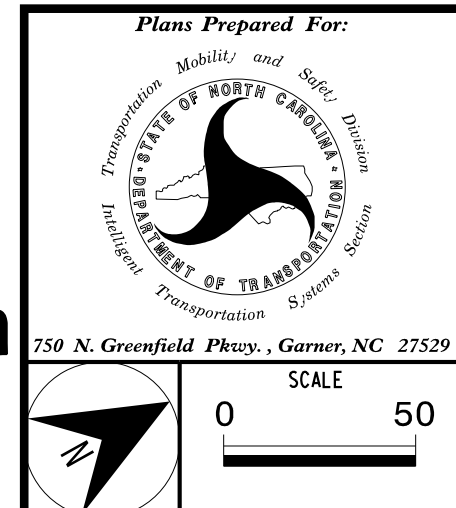 Plans Prepared For:
Transportation Mobility and Safety Division
STATE OF NORTH CAROLINA
DEPARTMENT OF TRANSPORTATION
Intelligent Transportation Systems Section
750 N. Greenfield Pkwy. , Garner, NC 27529
SCALE
0 50
N